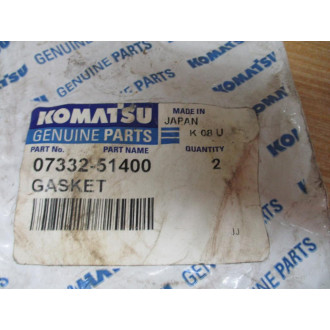 KOMATSU
GENUINE PARTS
KOMATSU
GENUINE PARTS
MADE IN
JAPAN
K 08 U
PART No.
PART NAME
QUANTITY
07332-51400
2
GASKET
KOMATSU
GENUINE PARTS